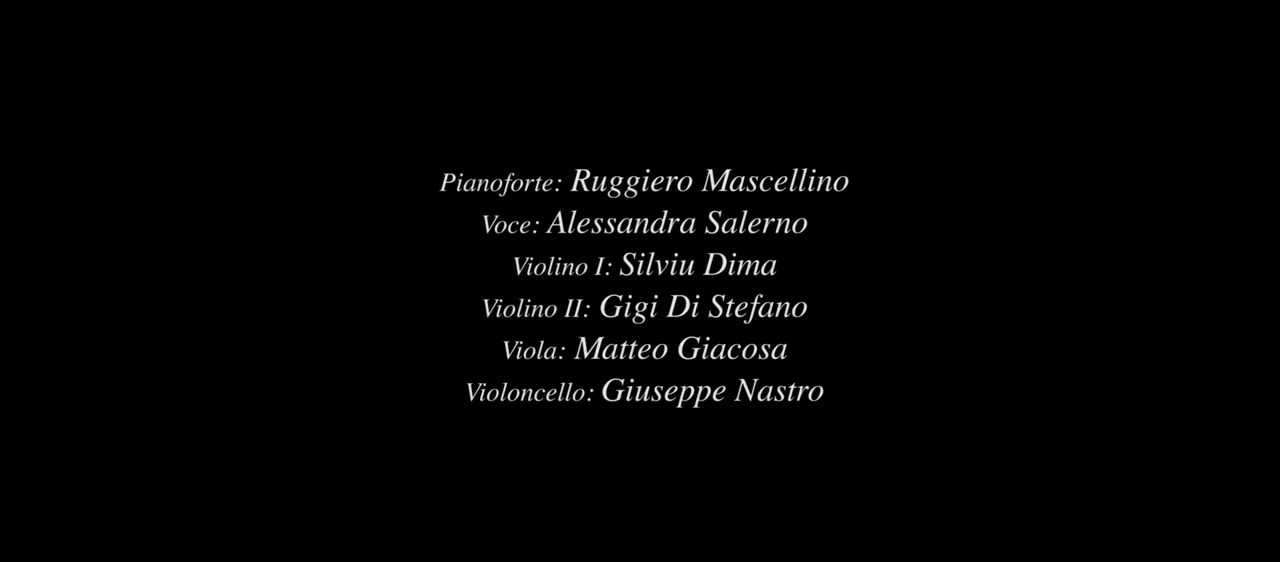 Pianoforte: Ruggiero Mascellino
Voce: Alessandra Salerno
Violino I: Silviu Dima
Violino II: Gigi Di Stefano
Viola: Matteo Giacosa
Violoncello: Giuseppe Nastro